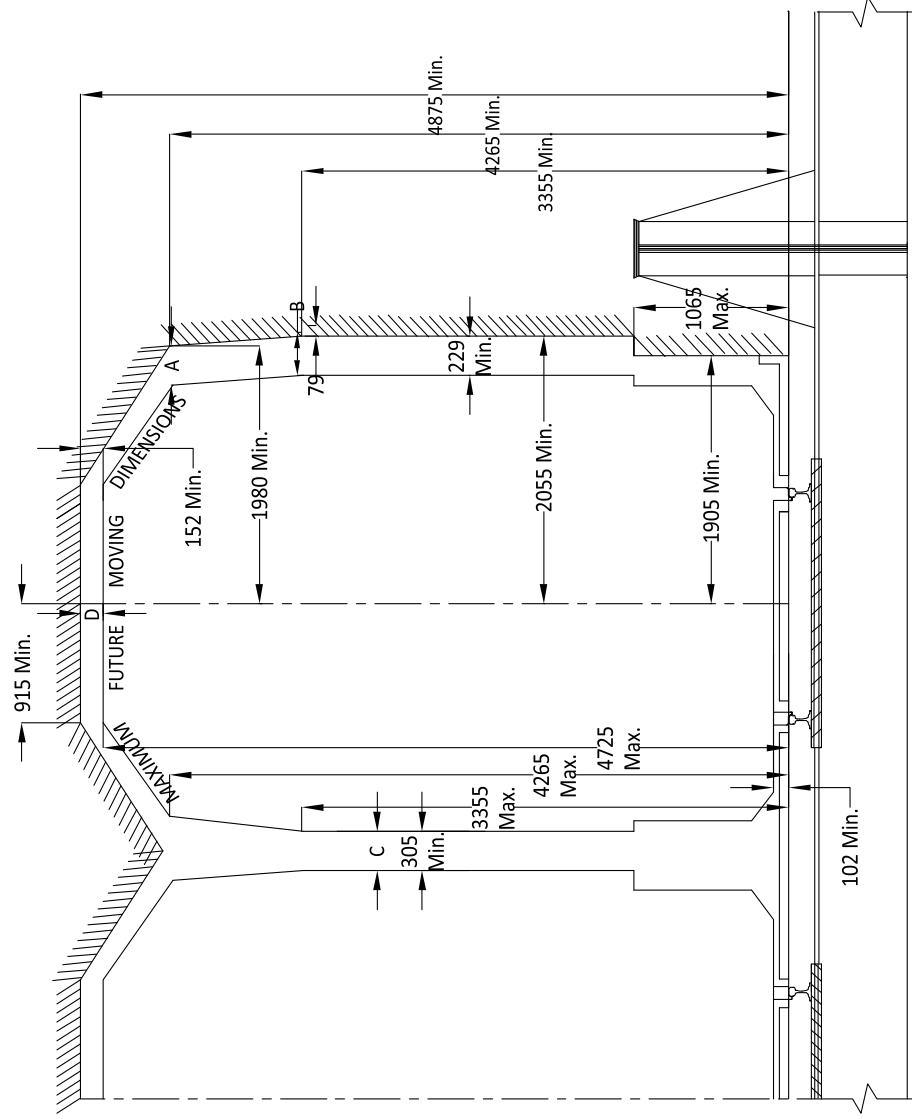 915 Min.
4875 Min.
4265 Min.
3355 Min.
D
A
B
FUTURE
MOVING
DIMENSIONS
MAXIMUM
152 Min.
1980 Min.
79
229
Min.
1065
Max.
2055 Min.
1905 Min.
C
305
Min.
3355
Max.
4265
Max.
4725
Max.
102 Min.